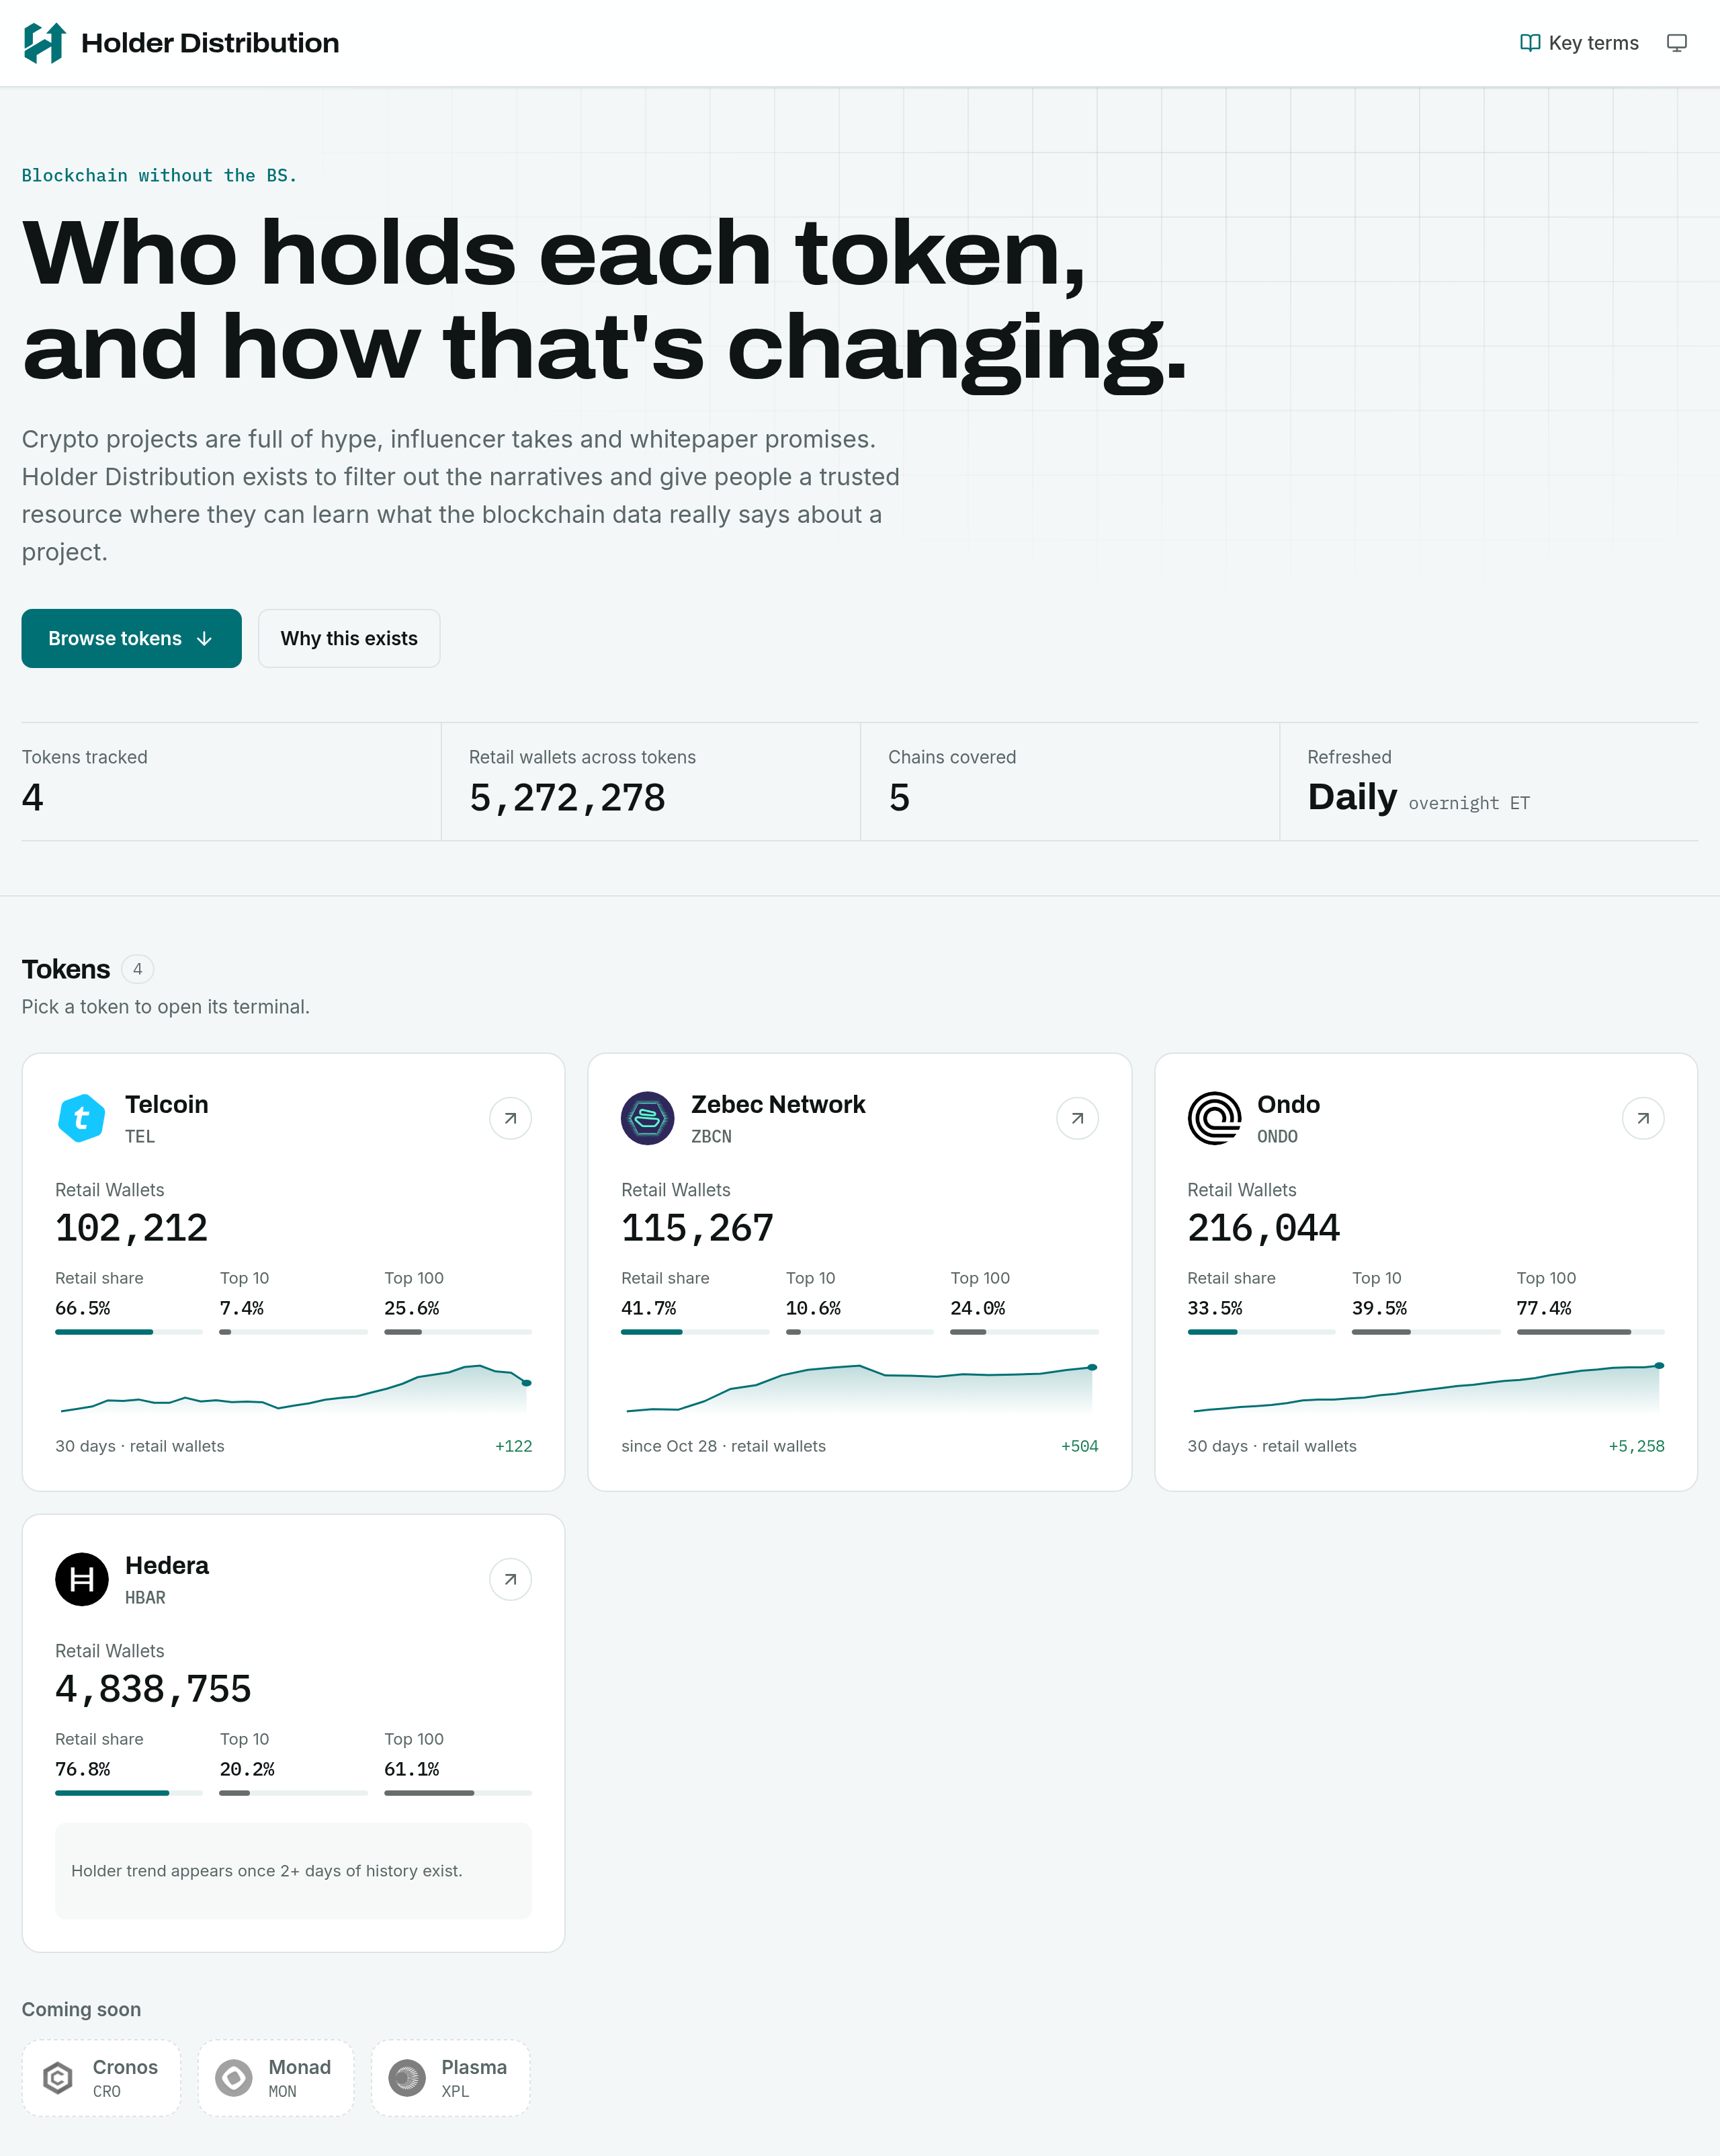 Holder Distribution
Key terms
Blockchain without the BS.
Who holds each token,
and how that's changing.
Crypto projects are full of hype, influencer takes and whitepaper promises.
Holder Distribution exists to filter out the narratives and give people a trusted
resource where they can learn what the blockchain data really says about a
project.
Browse tokens
Why this exists
Tokens tracked
4
Retail wallets across tokens
5,272,278
Chains covered
5
Refreshed
Daily overnight ET
Tokens 4
Pick a token to open its terminal.
Telcoin
TEL
Retail Wallets
102,212
Retail share Top 10 Top 100
66.5% 7.4% 25.6%
30 days · retail wallets +122
Zebec Network
ZBCN
Retail Wallets
115,267
Retail share Top 10 Top 100
41.7% 10.6% 24.0%
since Oct 28 · retail wallets +504
Ondo
ONDO
Retail Wallets
216,044
Retail share Top 10 Top 100
33.5% 39.5% 77.4%
30 days · retail wallets +5,258
Hedera
HBAR
Retail Wallets
4,838,755
Retail share Top 10 Top 100
76.8% 20.2% 61.1%
Holder trend appears once 2+ days of history exist.
Coming soon
Cronos
CRO
Monad
MON
Plasma
XPL